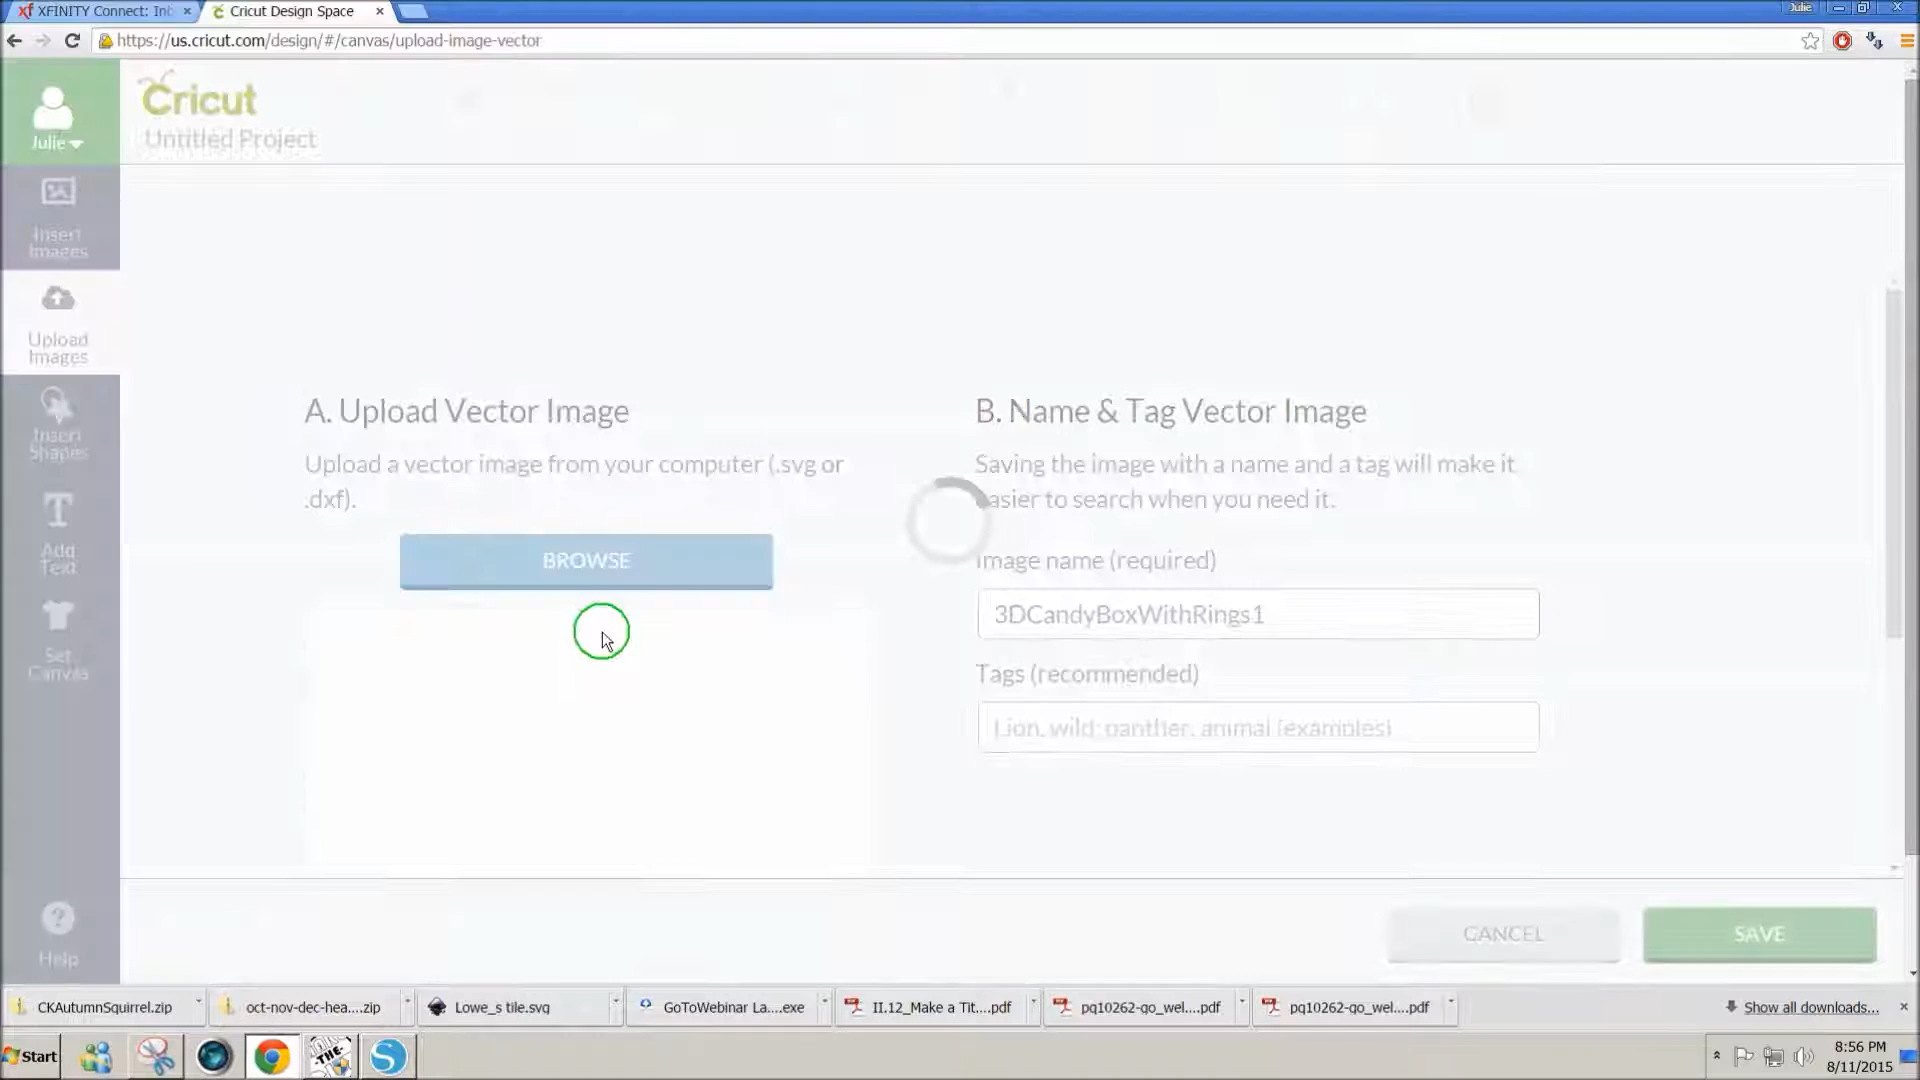 XFINITY Connect: Inb
Cricut Design Space
Julie
https://us.cricut.com/design/#/canvas/upload-image-vector
Julie
Cricut
Untitled Project
Insert
Images
Upload
Images
Insert
Shapes
Add
Text
Set
Canvas
Help
A. Upload Vector Image
Upload a vector image from your computer (.svg or
.dxf).
BROWSE
B. Name & Tag Vector Image
Saving the image with a name and a tag will make it
easier to search when you need it.
Image name (required)
3DCandyBoxWithRings1
Tags (recommended)
Lion, wild, panther, animal (examples)
CANCEL
SAVE
CKAutumnSquirrel.zip
oct-nov-dec-hea....zip
Lowe_s tile.svg
GoToWebinar La....exe
II.12_Make a Tit....pdf
pq10262-go_wel....pdf
pq10262-go_wel....pdf
Show all downloads...
Start
-THE-
8:56 PM
8/11/2015